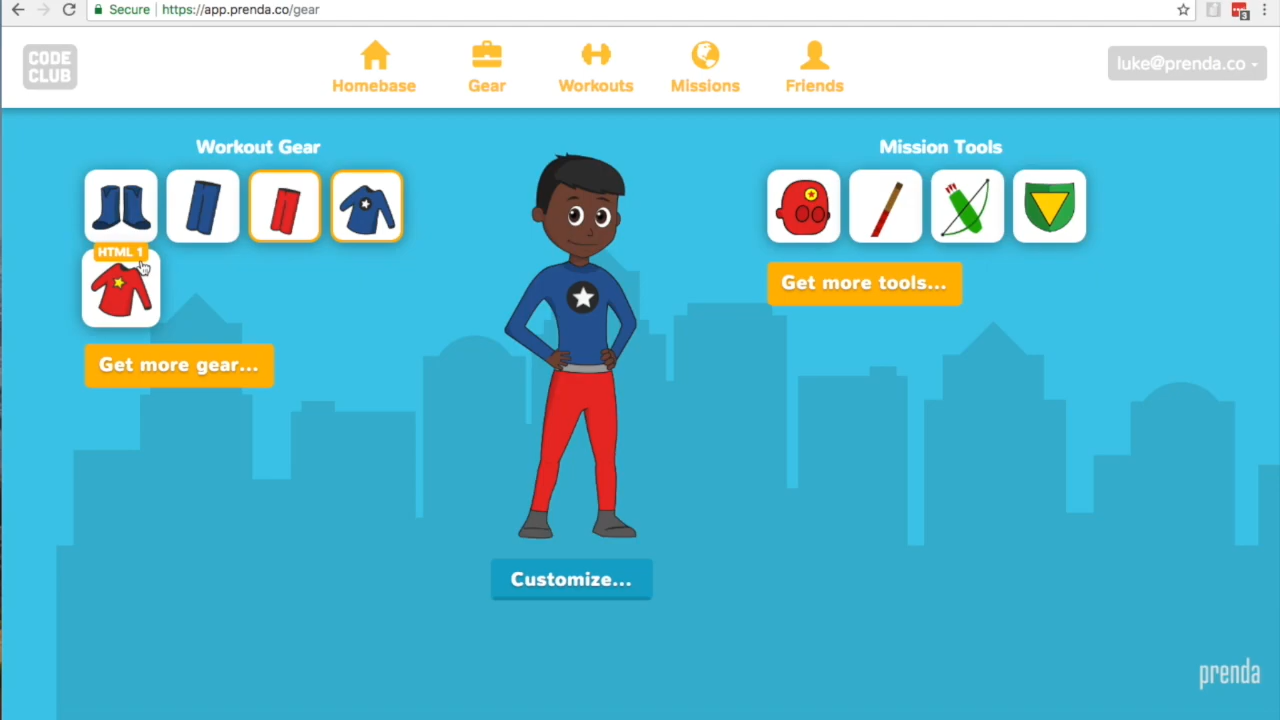 Secure
https://app.prenda.co/gear
3
CODE
CLUB
Homebase
Gear
Workouts
Missions
Friends
luke@prenda.co
Workout Gear
Mission Tools
HTML 1
Get more tools...
Get more gear...
Customize...
prenda